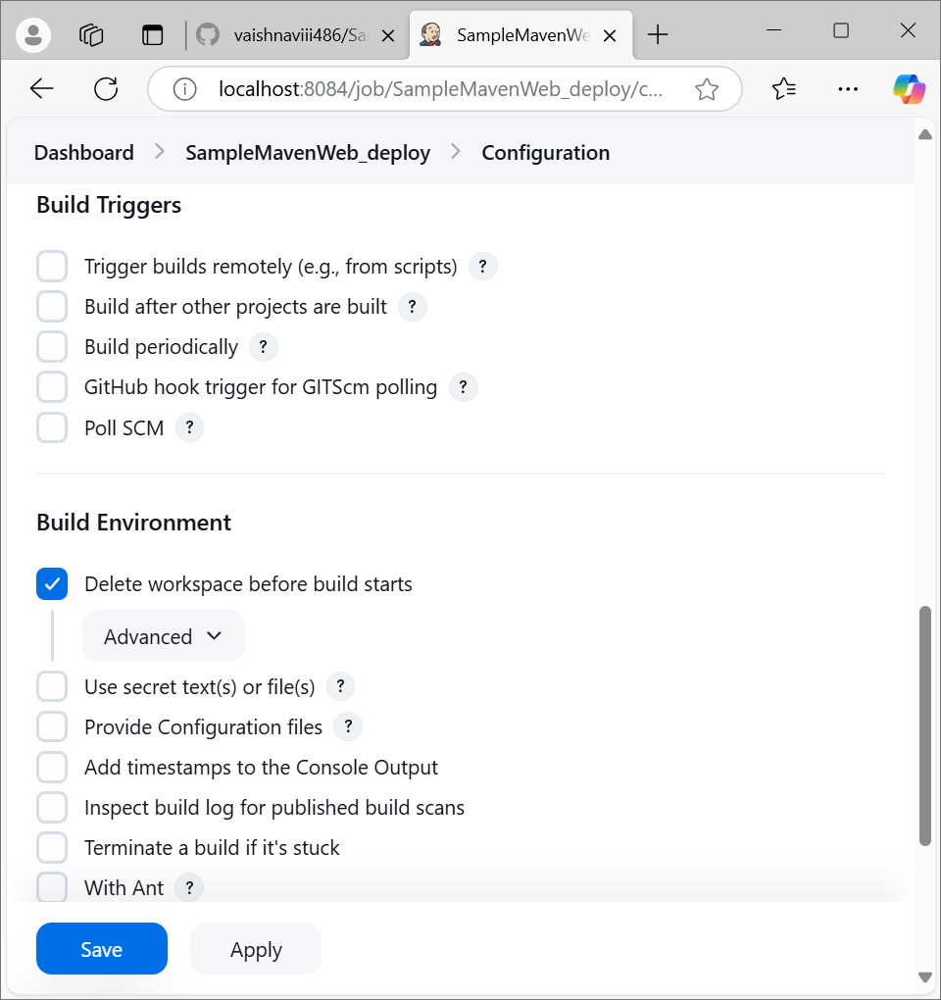 vaishnaviii486/Sa
SampleMavenWe
localhost:8084/job/SampleMavenWeb_deploy/c...
Dashboard > SampleMavenWeb_deploy > Configuration
Build Triggers
Trigger builds remotely (e.g., from scripts) ?
Build after other projects are built ?
Build periodically ?
GitHub hook trigger for GITScm polling ?
Poll SCM ?
Build Environment
Delete workspace before build starts
Advanced
Use secret text(s) or file(s) ?
Provide Configuration files ?
Add timestamps to the Console Output
Inspect build log for published build scans
Terminate a build if it's stuck
With Ant ?
Save Apply